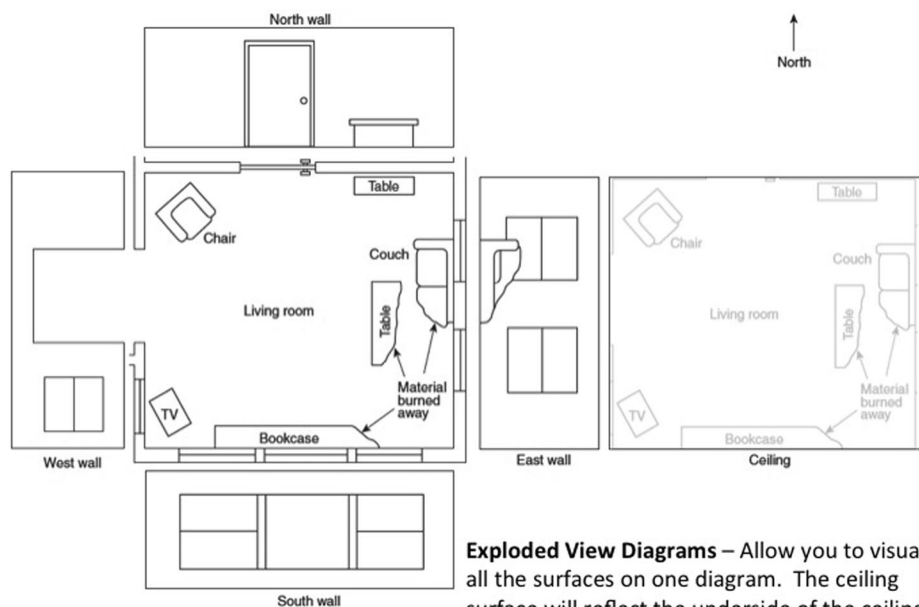 North wall
North
Table
Chair
Couch
Living room
Table
Material
burned
away
TV
Bookcase
West wall
East wall
South wall
Table
Chair
Couch
Living room
Table
Material
burned
away
TV
Bookcase
Ceiling
Exploded View Diagrams – Allow you to visua
all the surfaces on one diagram. The ceiling
surface will reflect the underside of the ceiling